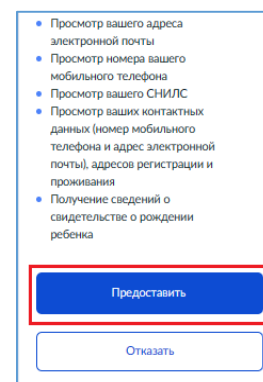 Просмотр вашего адреса
электронной почты
Просмотр номера вашего
мобильного телефона
Просмотр вашего СНИЛС
Просмотр ваших контактных
данных (номер мобильного
телефона и адрес электронной
почты), адресов регистрации и
проживания
Получение сведений о
свидетельстве о рождении
ребенка
Предоставить
Отказать